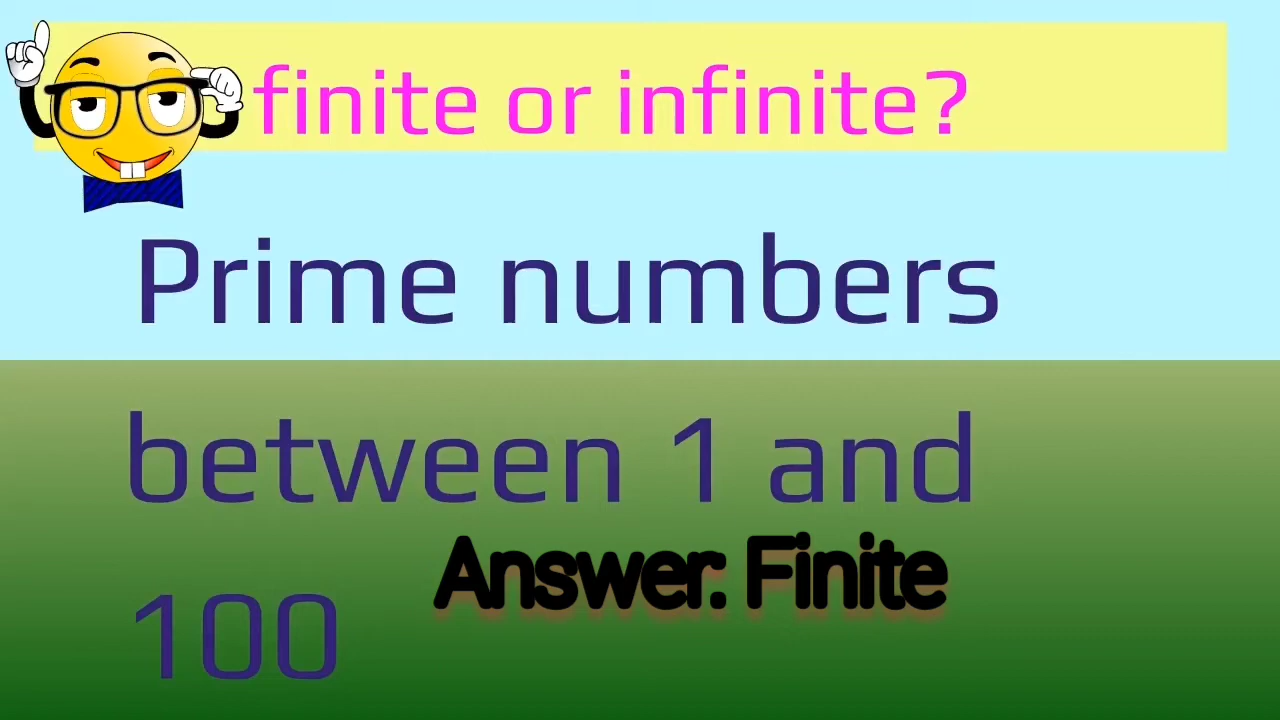 finite or infinite?
Prime numbers
between 1 and
Answer: Finite
100